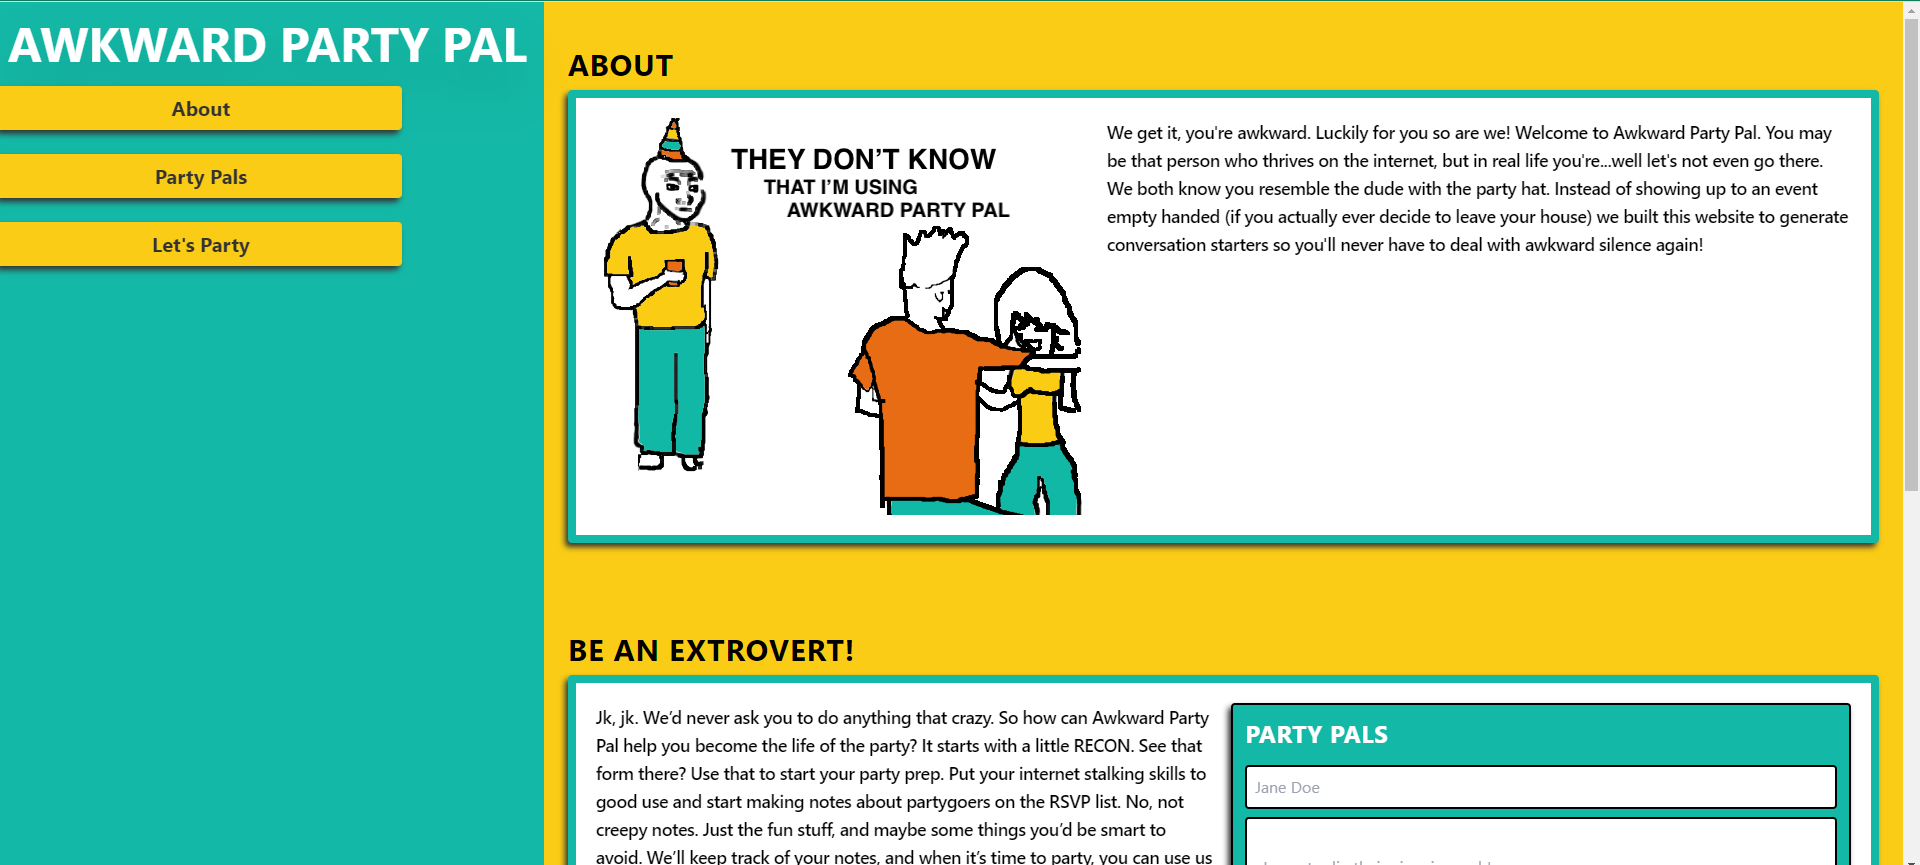 AWKWARD PARTY PAL
About
Party Pals
Let's Party
ABOUT
THEY DON'T KNOW
THAT I'M USING
AWKWARD PARTY PAL
We get it, you're awkward. Luckily for you so are we! Welcome to Awkward Party Pal. You may
be that person who thrives on the internet, but in real life you're...well let's not even go there.
We both know you resemble the dude with the party hat. Instead of showing up to an event
empty handed (if you actually ever decide to leave your house) we built this website to generate
conversation starters so you'll never have to deal with awkward silence again!
BE AN EXTROVERT!
Jk, jk. We’d never ask you to do anything that crazy. So how can Awkward Party
Pal help you become the life of the party? It starts with a little RECON. See that
form there? Use that to start your party prep. Put your internet stalking skills to
good use and start making notes about partygoers on the RSVP list. No, not
creepy notes. Just the fun stuff, and maybe some things you’d be smart to
avoid. We’ll keep track of your notes, and when it’s time to party, you can use us
PARTY PALS
Jane Doe